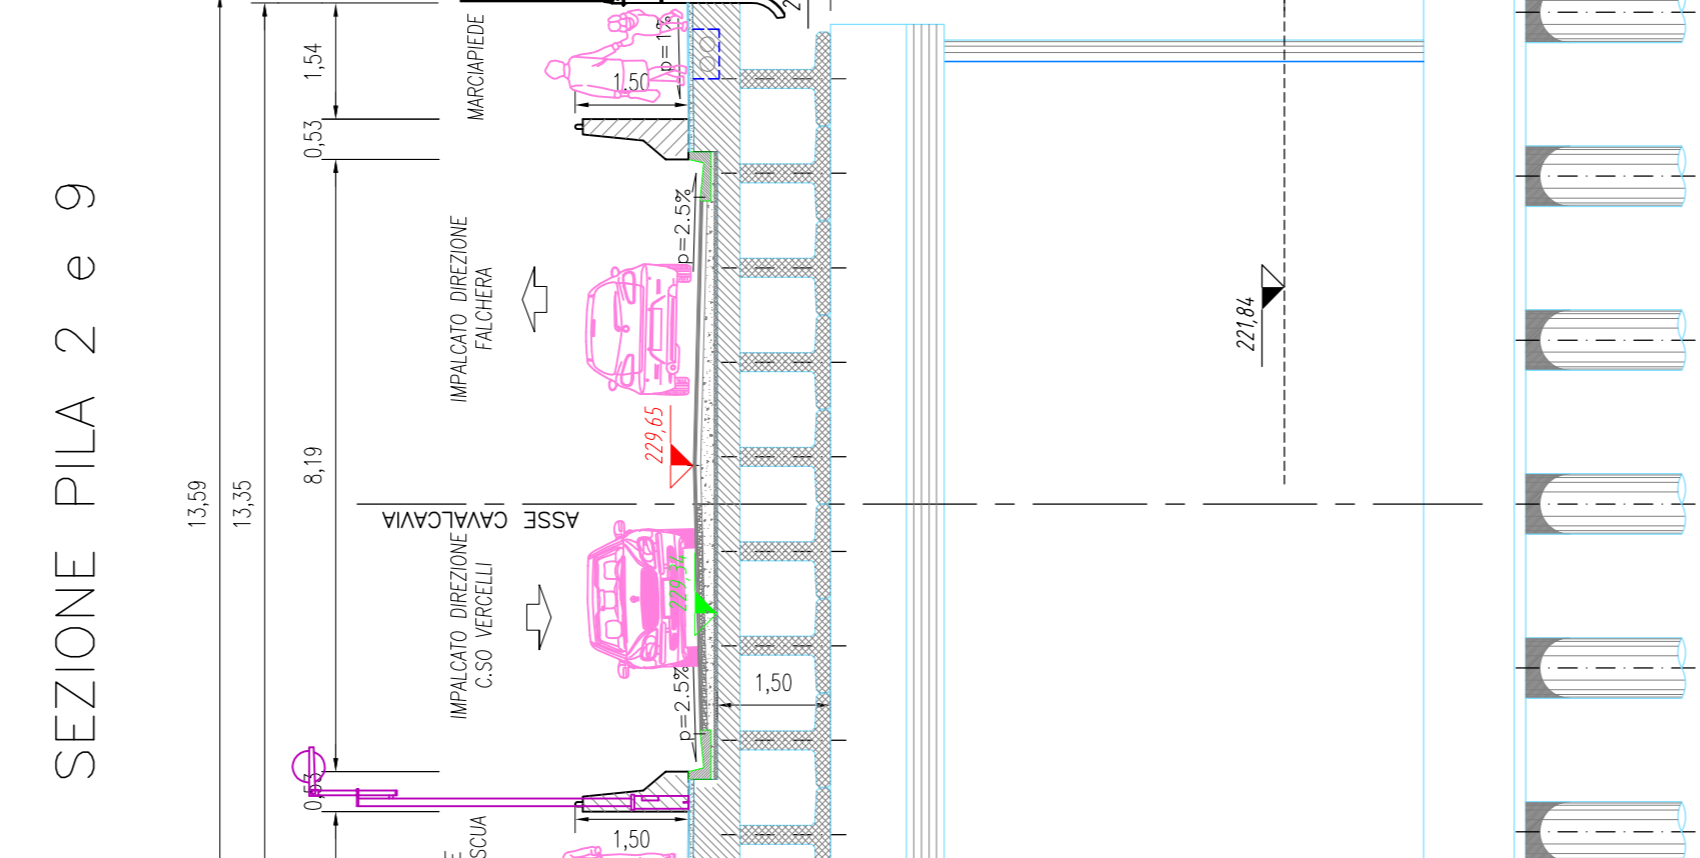 SEZIONE PILA 2 e 9
13,59
13,35
1,54
0,53
8,19
0,53
MARCIAPIEDE
1,50
p=1%
IMPALCATO DIREZIONE
FALCHERA
p=2.5%
229,65
ASSE CAVALCAVIA
IMPALCATO DIREZIONE
C.SO VERCELLI
229,34
p=2.5%
1,50
1,50
221,84